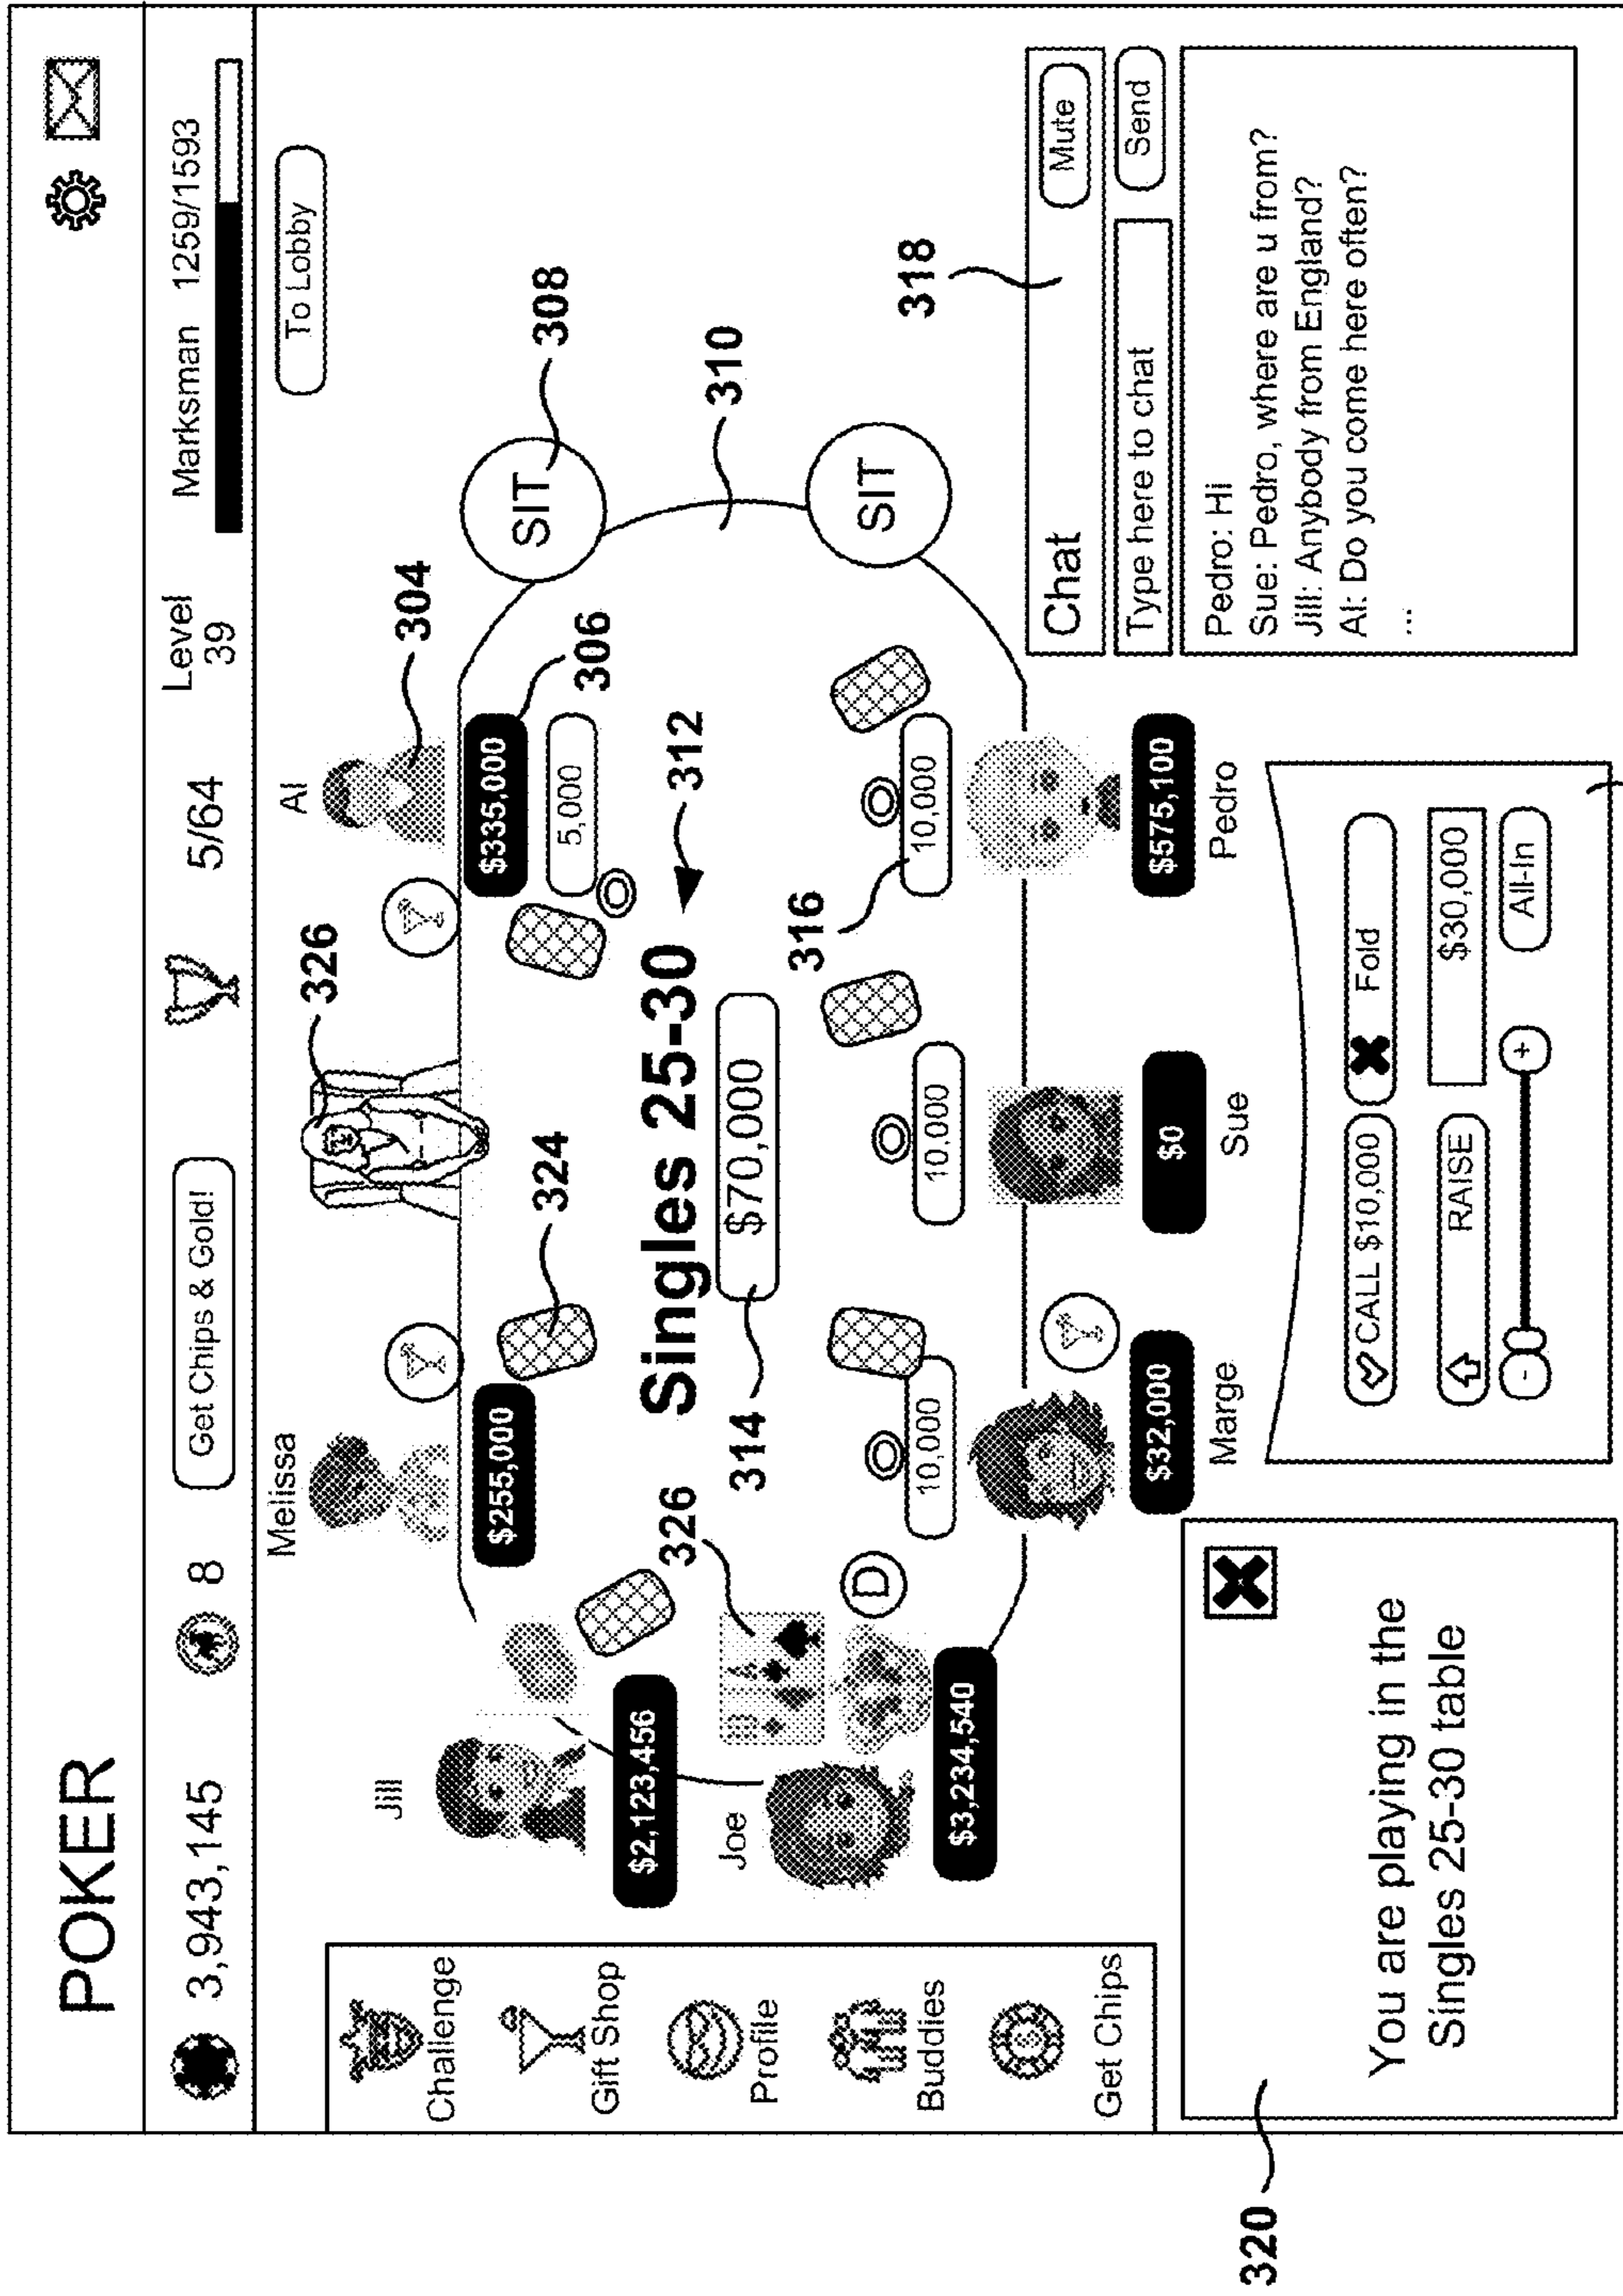 POKER
3,943,145
8
Get Chips & Gold!
5/64
Level
39
Marksman 1259/1593
To Lobby
Challenge
Gift Shop
Profile
Buddies
Get Chips
Melissa
326
Al
304
Jill
$255,000
$335,000
306
5,000
SIT
308
324
$2,123,456
Singles 25-30
312
310
326
314
$70,000
Joe
316
D
10,000
10,000
10,000
SIT
318
$3,234,540
$32,000
Marge
$0
Sue
$575,100
Pedro
Chat
Mute
Type here to chat
Send
Pedro: Hi
Sue: Pedro, where are u from?
Jill: Anybody from England?
Al: Do you come here often?
...
320
You are playing in the
Singles 25-30 table
CALL $10,000
Fold
RAISE
$30,000
-
+
All-In